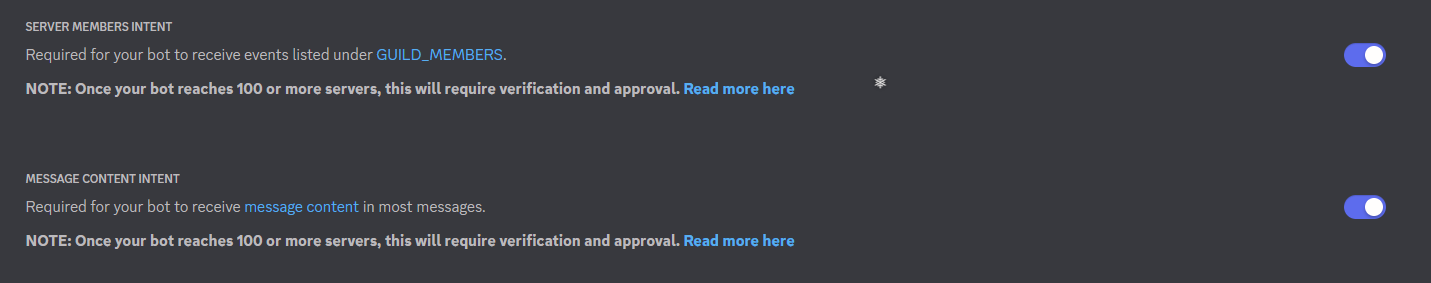 SERVER MEMBERS INTENT
Required for your bot to receive events listed under GUILD_MEMBERS.
NOTE: Once your bot reaches 100 or more servers, this will require verification and approval. Read more here
MESSAGE CONTENT INTENT
Required for your bot to receive message content in most messages.
NOTE: Once your bot reaches 100 or more servers, this will require verification and approval. Read more here